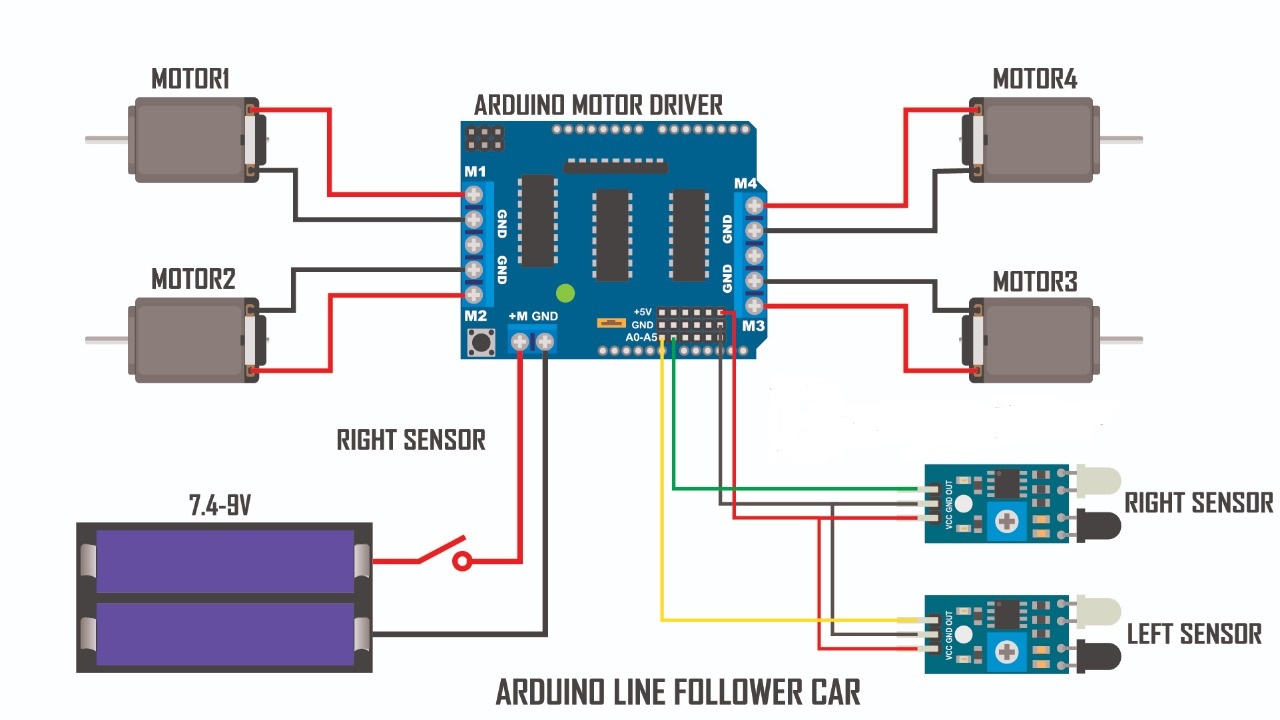 MOTOR1
MOTOR4
ARDUINO MOTOR DRIVER
M1
M4
GND
GND
GND
GND
MOTOR2
MOTOR3
M2
+M GND
+5V
GND
A0-A5
M3
RIGHT SENSOR
7.4-9V
VCC GND OUT
RIGHT SENSOR
VCC GND OUT
LEFT SENSOR
ARDUINO LINE FOLLOWER CAR